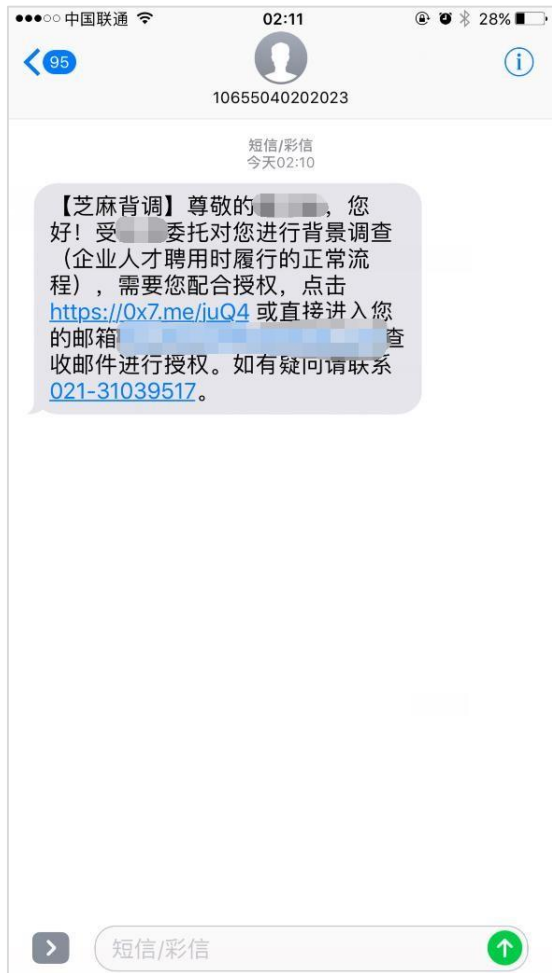 中国联通 02:11 28%
95
10655040202023
短信/彩信
今天02:10
【芝麻背调】尊敬的 ，您
好！受 委托对您进行背景调查
（企业人才聘用时履行的正常流
程），需要您配合授权，点击
https://0x7.me/juQ4 或直接进入您
的邮箱 查
收邮件进行授权。如有疑问请联系
021-31039517。
短信/彩信